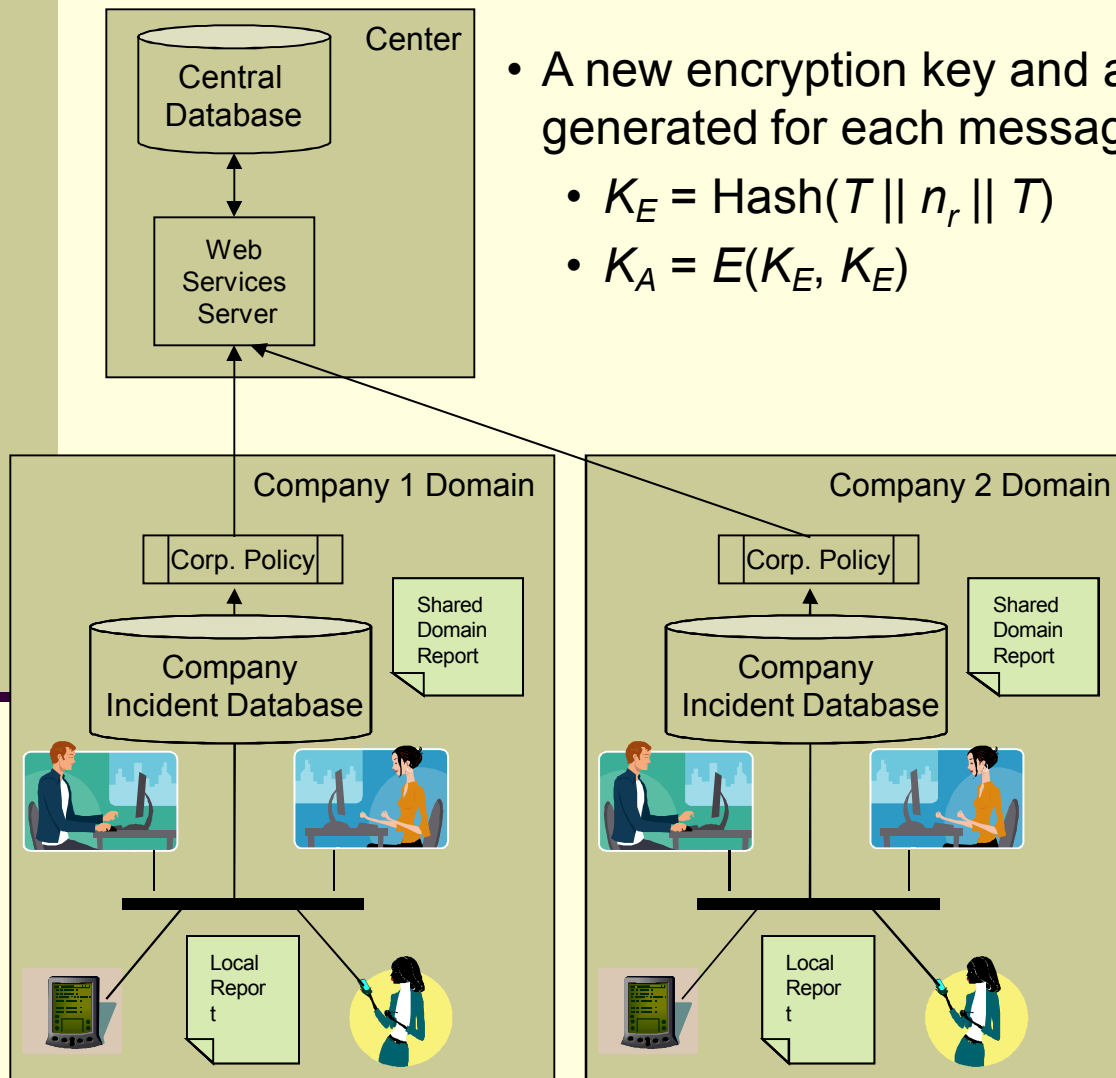 Center
Central
Database
Web
Services
Server
• A new encryption key and a
generated for each messag
• K_E = Hash(T || n_r || T)
• K_A = E(K_E, K_E)
Company 1 Domain
Corp. Policy
Shared
Domain
Report
Company
Incident Database
Local
Repor
t
Company 2 Domain
Corp. Policy
Shared
Domain
Report
Company
Incident Database
Local
Repor
t